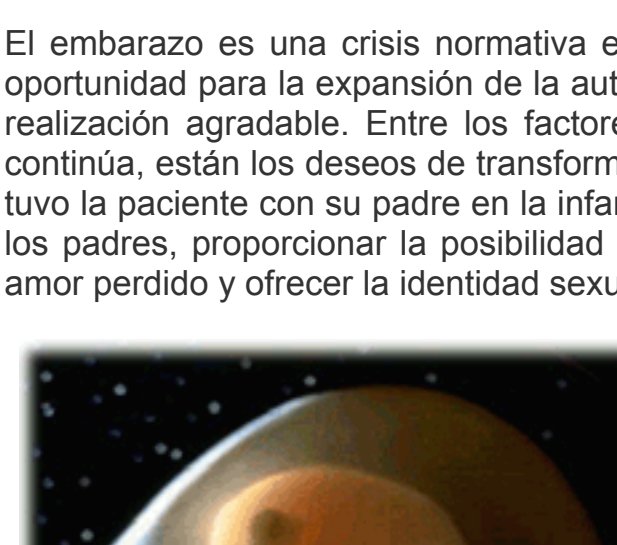 El embarazo es una crisis normativa
oportunidad para la expansión de la
realización agradable. Entre los
continúa, están los deseos de
tuvo la paciente con su padre en la
los padres, proporcionar la posibilidad
amor perdido y ofrecer la identidad